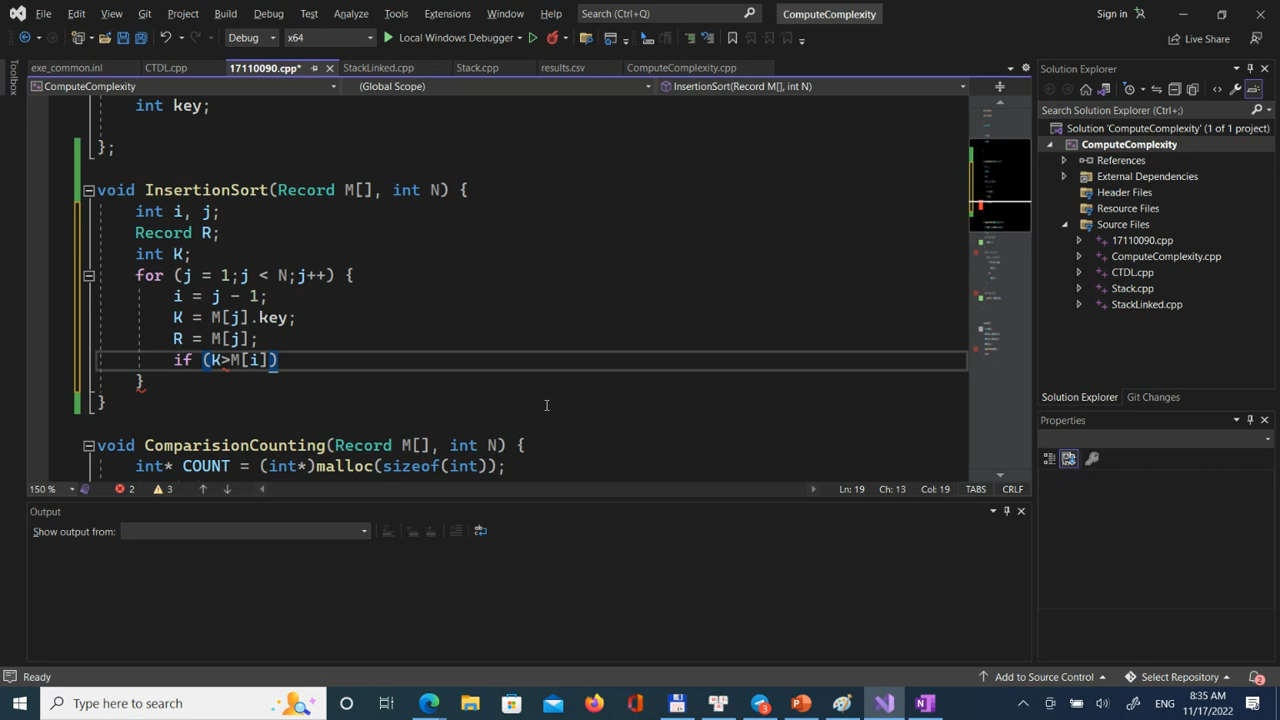 File Edit View Git Project Build Debug Test Analyze Tools Extensions Window Help Search (Ctrl+Q) ComputeComplexity Sign in
Debug x64 Local Windows Debugger Live Share
exe_common.inl CTDL.cpp 17110090.cpp* StackLinked.cpp Stack.cpp results.csv ComputeComplexity.cpp
Toolbox
ComputeComplexity (Global Scope) InsertionSort(Record M[], int N)
int key;
};
void InsertionSort(Record M[], int N) {
int i, j;
Record R;
int K;
for (j = 1;j < N;j++) {
i = j - 1;
K = M[j].key;
R = M[j];
if (K>M[i])
}
}
void ComparisionCounting(Record M[], int N) {
int* COUNT = (int*)malloc(sizeof(int));
150 % 2 3 Ln: 19 Ch: 13 Col: 19 TABS CRLF
Output
Show output from:
Solution Explorer
Search Solution Explorer (Ctrl+;)
Solution 'ComputeComplexity' (1 of 1 project)
ComputeComplexity
References
External Dependencies
Header Files
Resource Files
Source Files
17110090.cpp
ComputeComplexity.cpp
CTDL.cpp
Stack.cpp
StackLinked.cpp
Solution Explorer Git Changes
Properties
Ready Add to Source Control Select Repository 2
Type here to search ENG 8:35 AM
11/17/2022